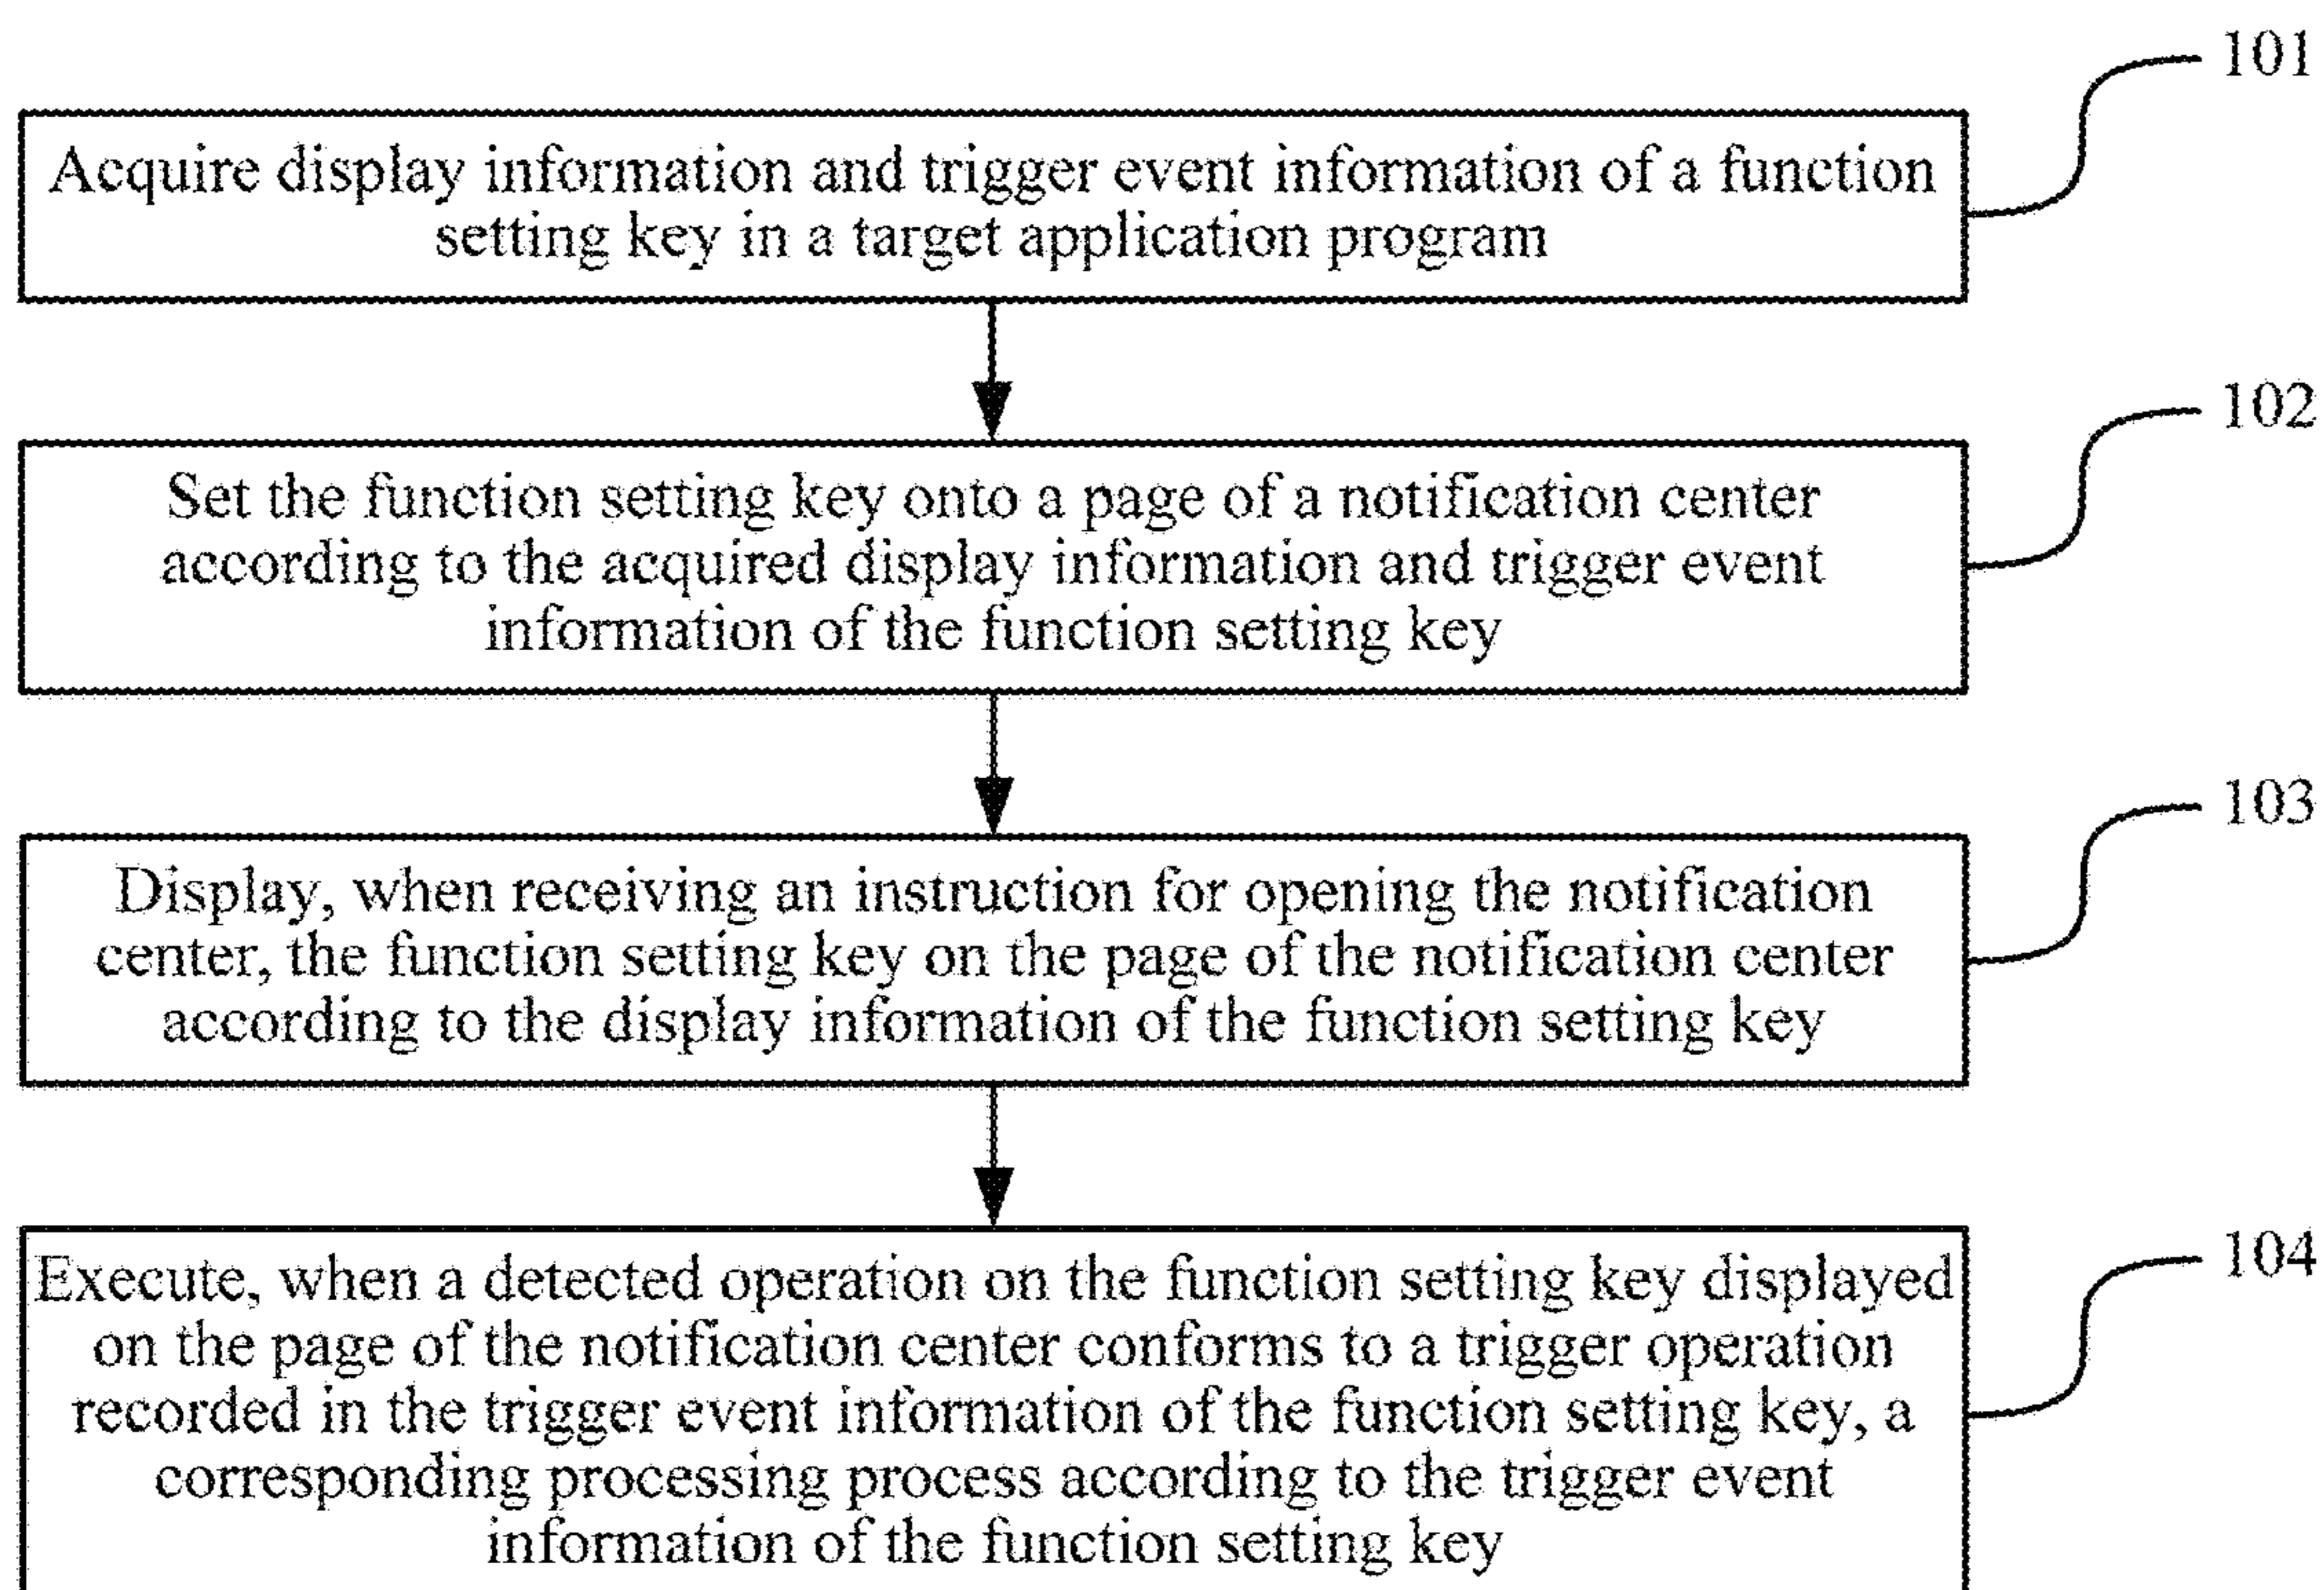 101
Acquire display information and trigger event information of a function
setting key in a target application program
102
Set the function setting key onto a page of a notification center
according to the acquired display information and trigger event
information of the function setting key
103
Display, when receiving an instruction for opening the notification
center, the function setting key on the page of the notification center
according to the display information of the function setting key
104
Execute, when a detected operation on the function setting key displayed
on the page of the notification center conforms to a trigger operation
recorded in the trigger event information of the function setting key, a
corresponding processing process according to the trigger event
information of the function setting key